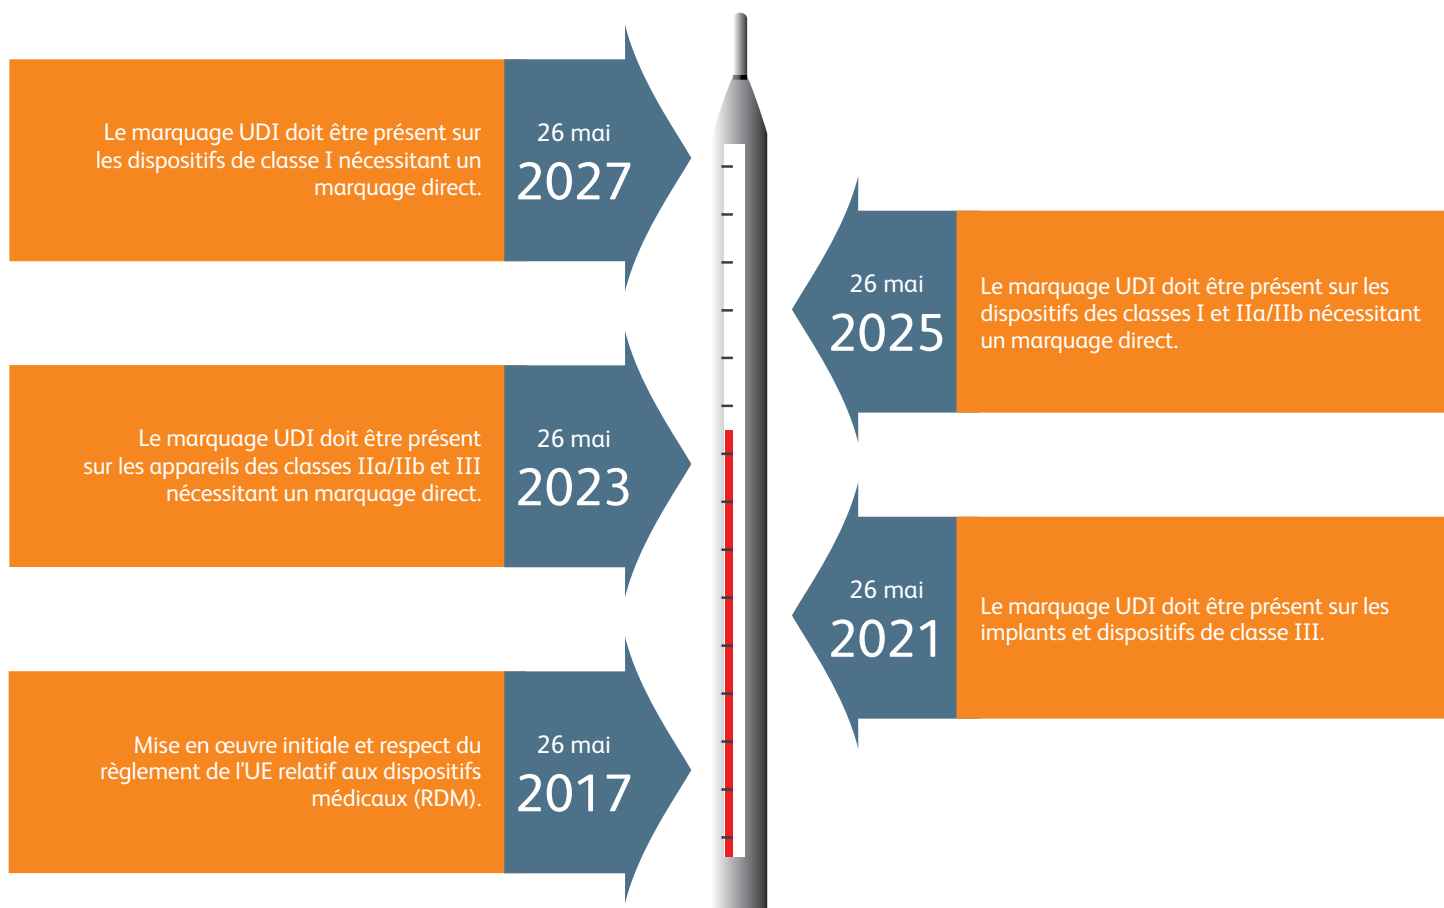 Le marquage UDI doit être présent sur
les dispositifs de classe I nécessitant un
marquage direct.
26 mai
2027
26 mai
2025
Le marquage UDI doit être présent sur les
dispositifs des classes I et IIa/IIb nécessitant
un marquage direct.
Le marquage UDI doit être présent
sur les appareils des classes IIa/IIb et III
nécessitant un marquage direct.
26 mai
2023
26 mai
2021
Le marquage UDI doit être présent sur les
implants et dispositifs de classe III.
Mise en œuvre initiale et respect du
règlement de l'UE relatif aux dispositifs
médicaux (RDM).
26 mai
2017